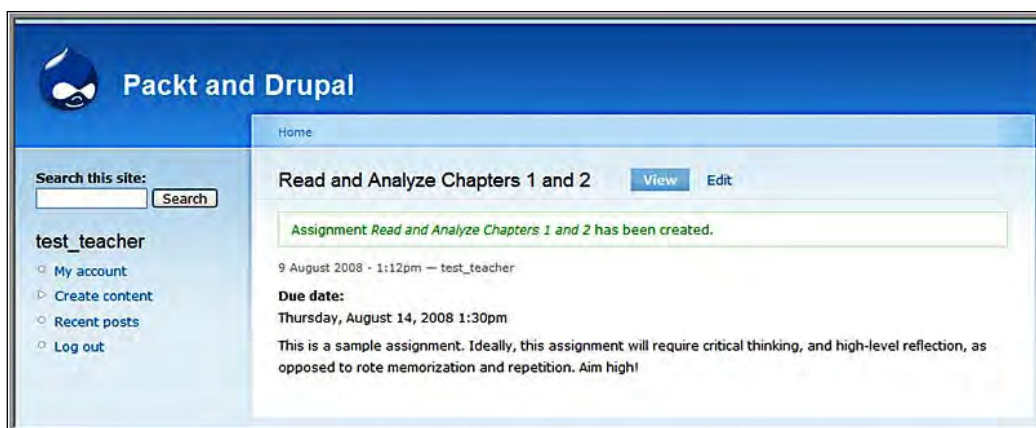 Packt and Drupal
Home
Search this site:
Search
test_teacher
My account
Create content
Recent posts
Log out
Read and Analyze Chapters 1 and 2 View Edit
Assignment Read and Analyze Chapters 1 and 2 has been created.
9 August 2008 - 1:12pm — test_teacher
Due date:
Thursday, August 14, 2008 1:30pm
This is a sample assignment. Ideally, this assignment will require critical thinking, and high-level reflection, as
opposed to rote memorization and repetition. Aim high!